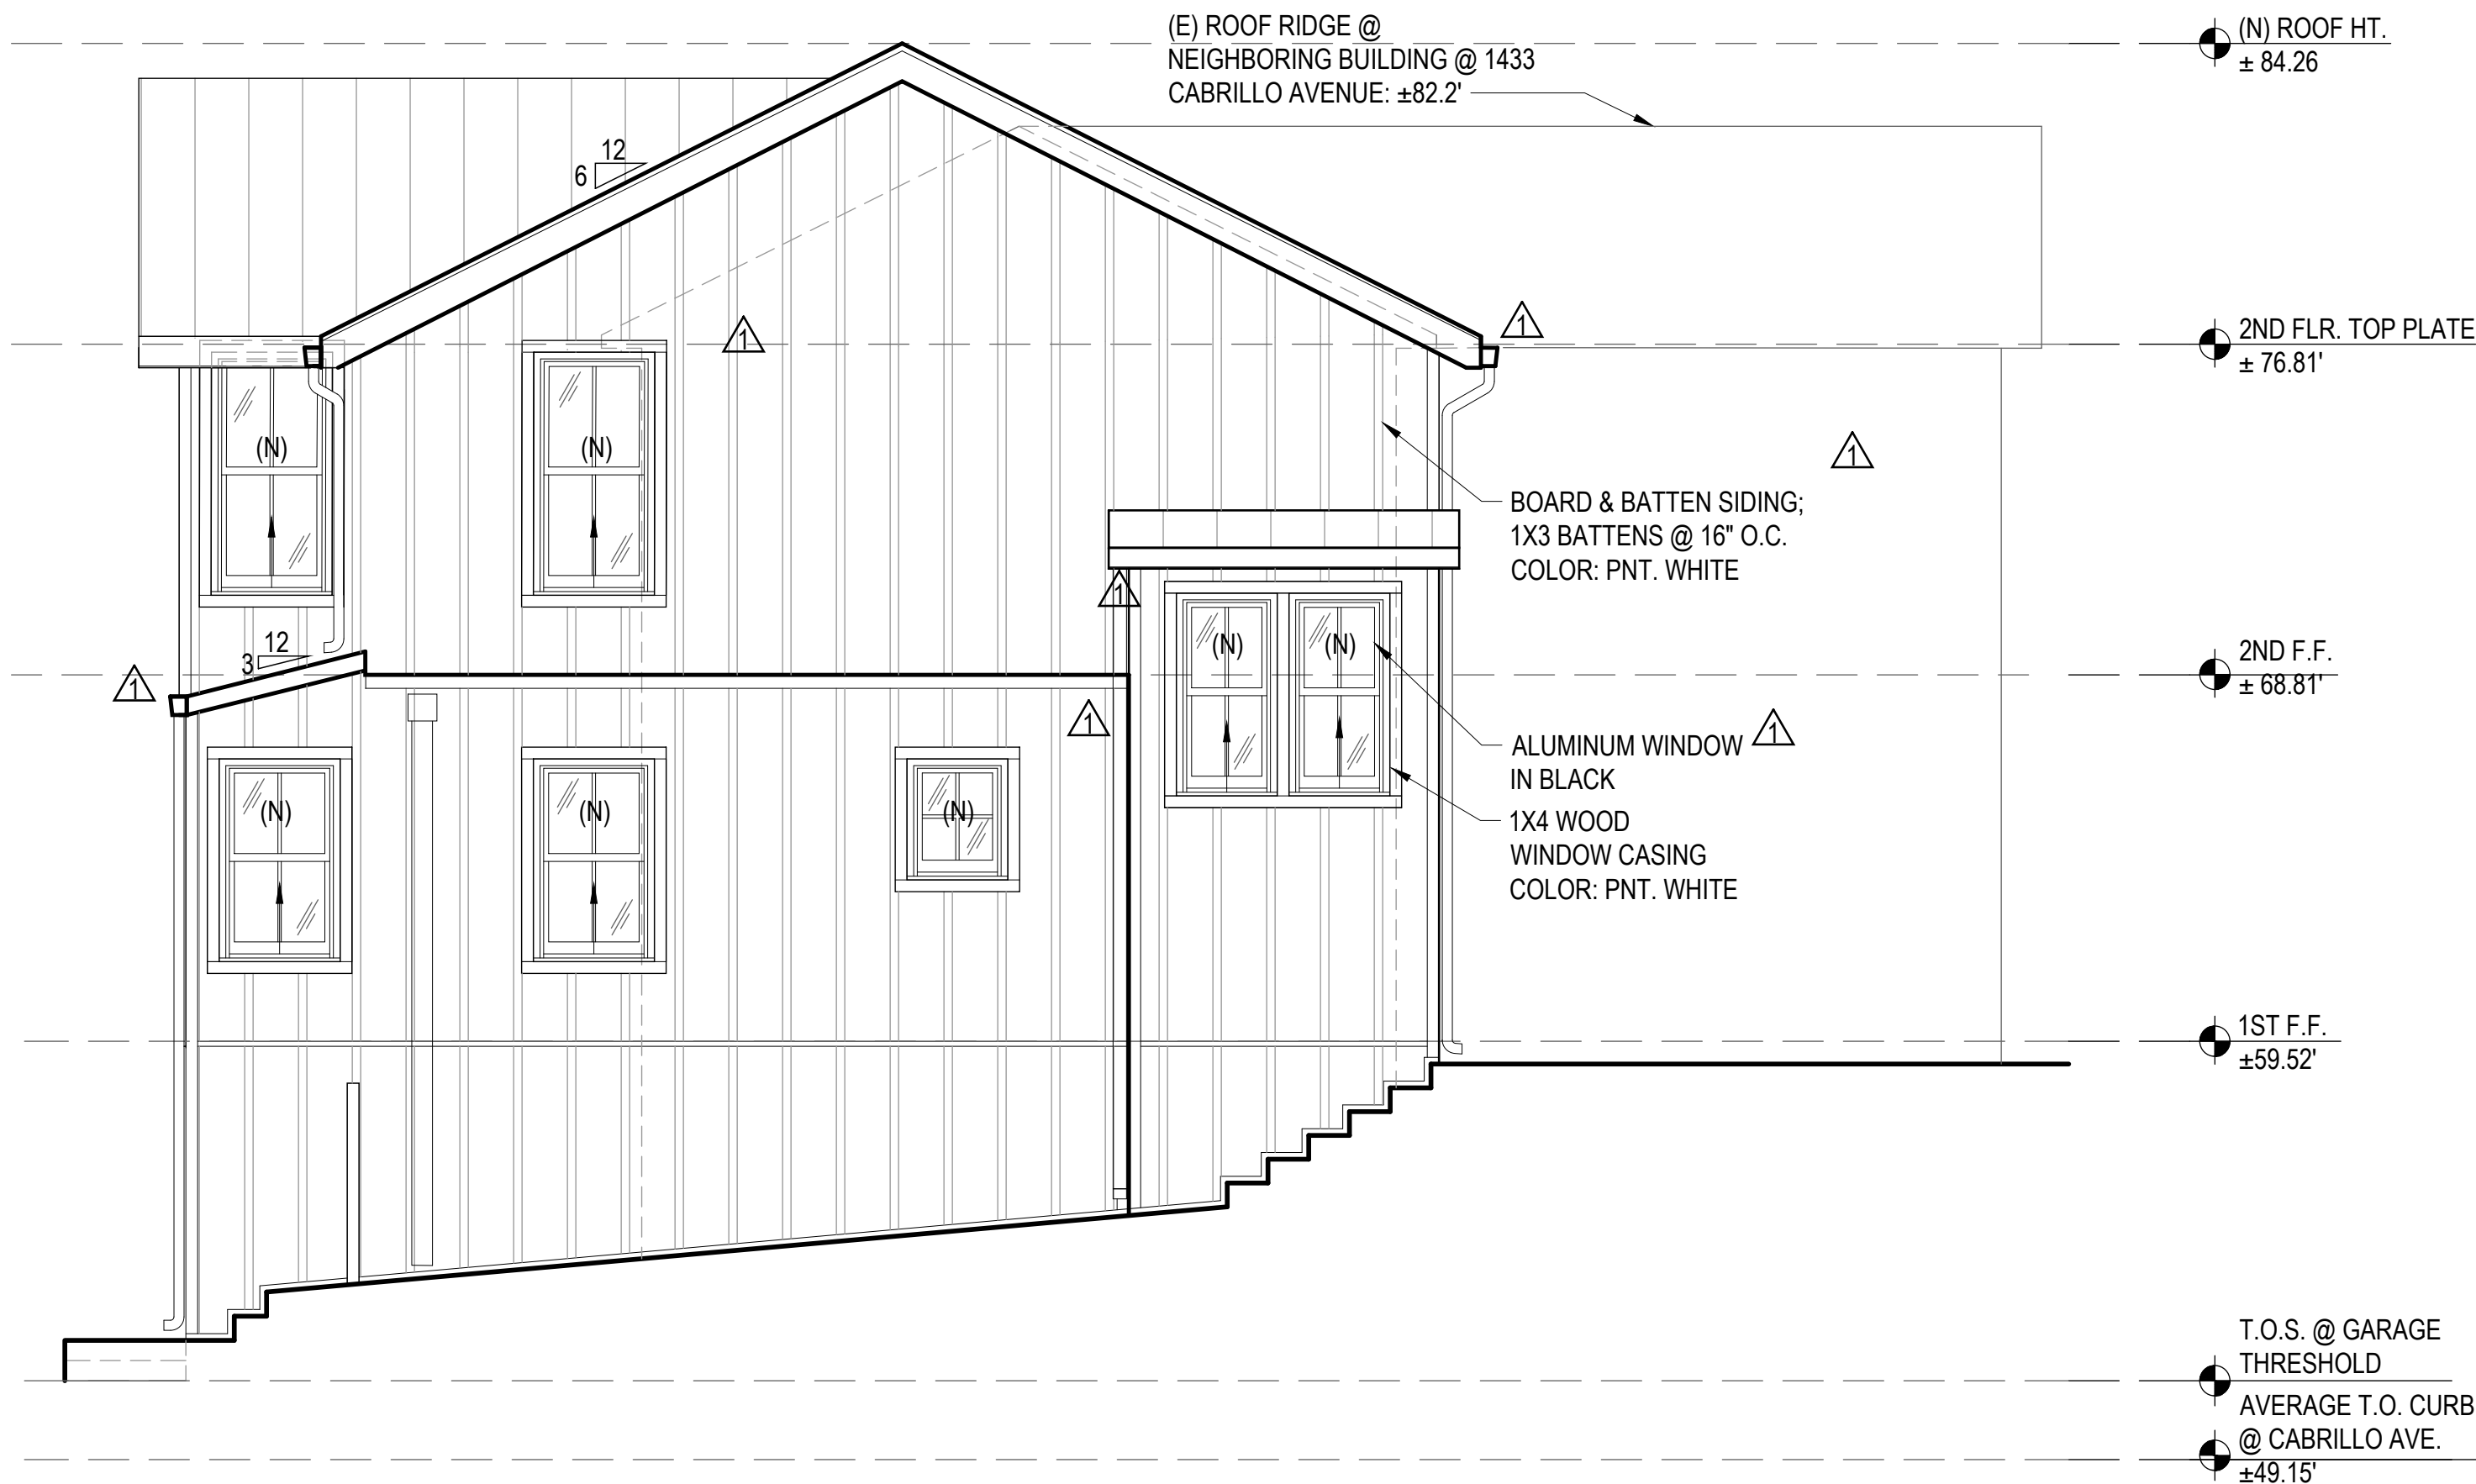 (E) ROOF RIDGE @
NEIGHBORING BUILDING @ 1433
CABRILLO AVENUE: ±82.2'
(N) ROOF HT.
± 84.26
12
6
1
1
2ND FLR. TOP PLATE
± 76.81'
(N)
(N)
1
BOARD & BATTEN SIDING;
1X3 BATTENS @ 16" O.C.
COLOR: PNT. WHITE
1
12
3
(N)
(N)
2ND F.F.
± 68.81'
1
1
ALUMINUM WINDOW
IN BLACK
1
(N)
(N)
(N)
1X4 WOOD
WINDOW CASING
COLOR: PNT. WHITE
1ST F.F.
±59.52'
T.O.S. @ GARAGE
THRESHOLD
AVERAGE T.O. CURB
@ CABRILLO AVE.
±49.15'